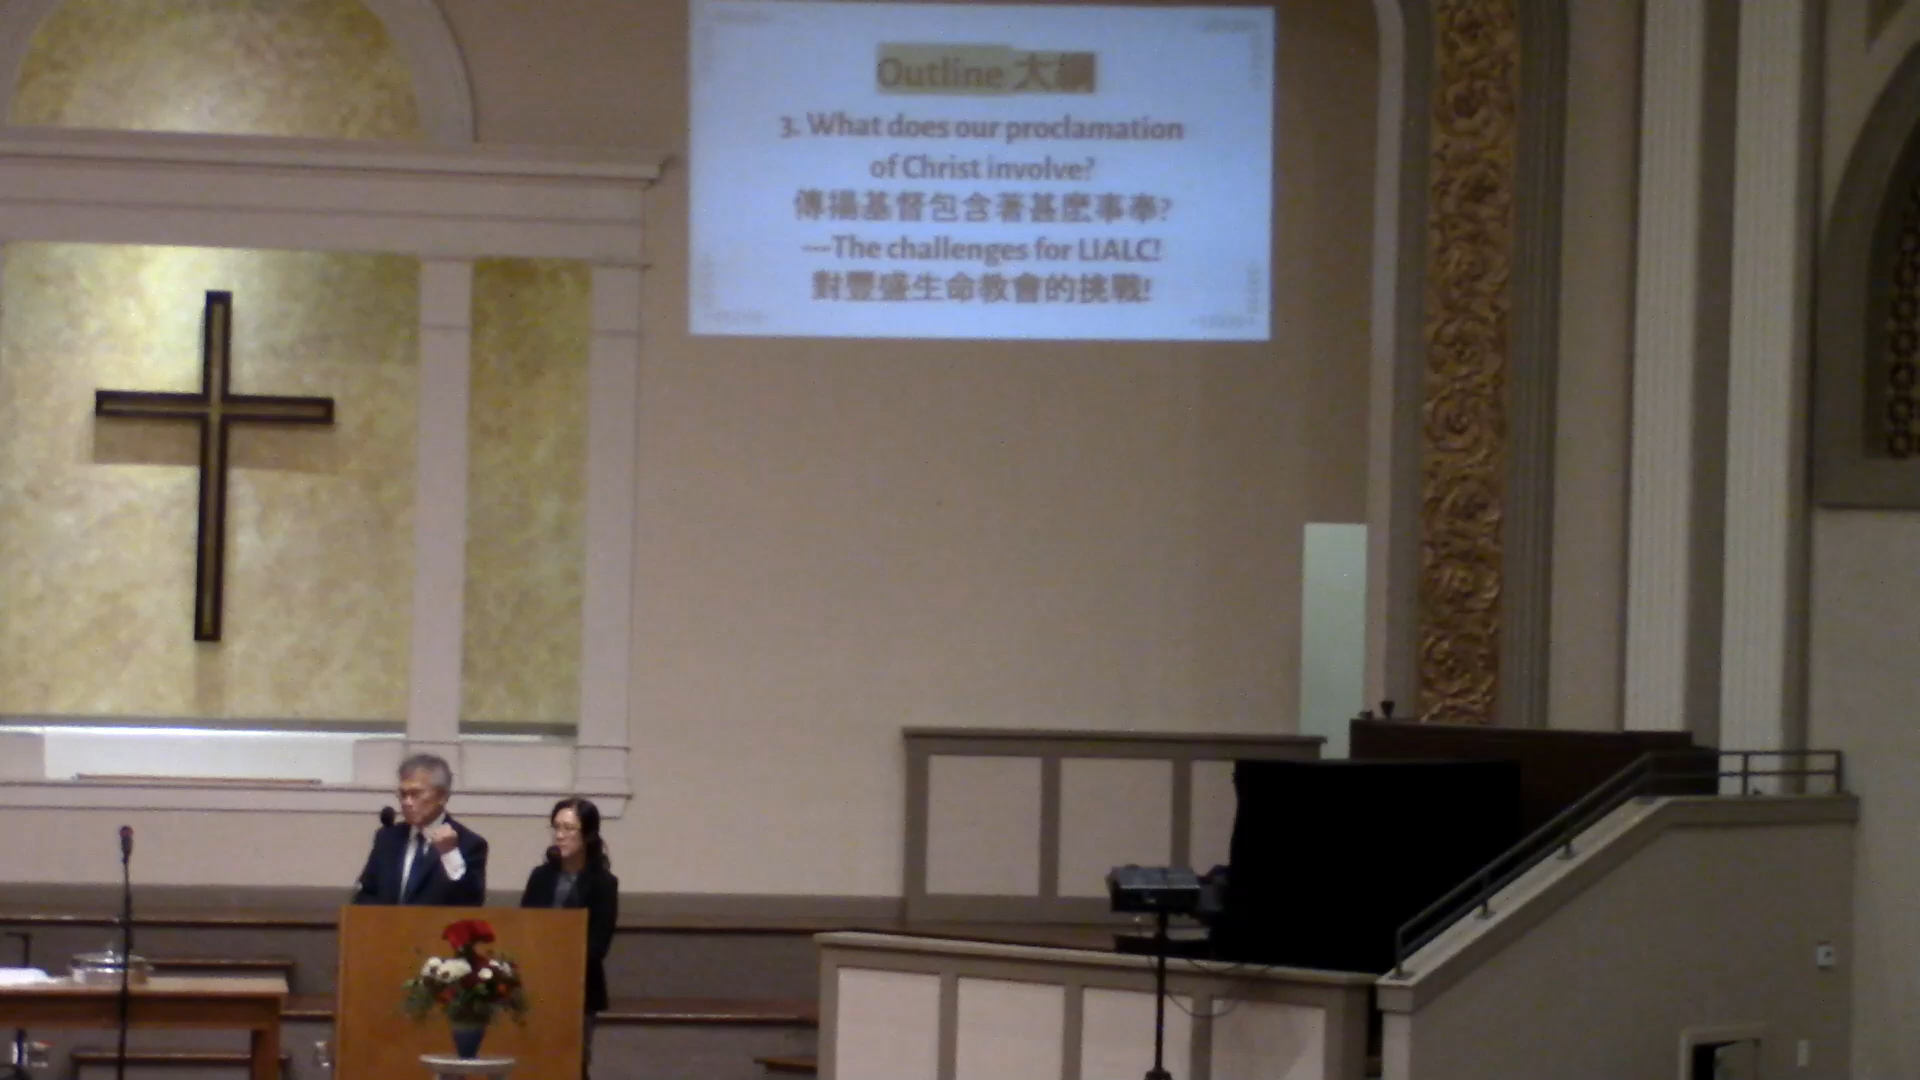 Outline 大綱
3. What does our proclamation
of Christ involve?
傳揚基督包含著甚麼事奉?
—The challenges for LIALC!
對豐盛生命教會的挑戰!